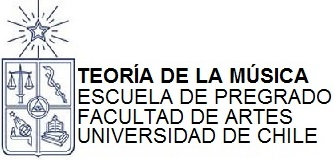 TEORÍA DE LA MÚSICA
ESCUELA DE PREGRADO
FACULTAD DE ARTES
UNIVERSIDAD DE CHILE